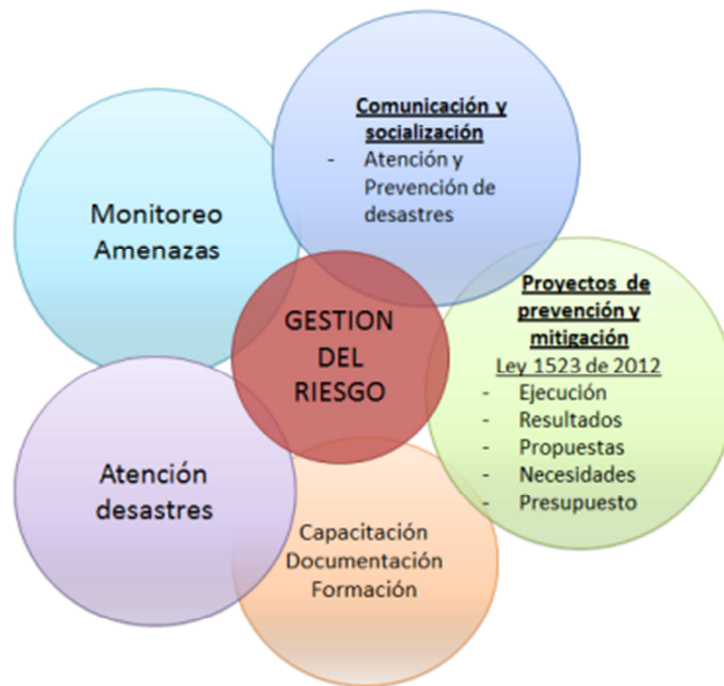 Comunicación y
socialización
- Atención y
Prevención de
desastres
Monitoreo
Amenazas
Proyectos de
prevención y
mitigación
Ley 1523 de 2012
- Ejecución
- Resultados
- Propuestas
- Necesidades
- Presupuesto
GESTION
DEL
RIESGO
Atención
desastres
Capacitación
Documentación
Formación